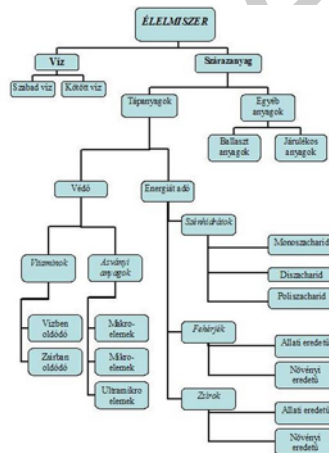 ÉLELMISZER
Víz
Szárazanyag
Szabad víz
Kötött víz
Tápanyagok
Egyéb
anyagok
Ballaszt
anyagok
Járulékos
anyagok
Védő
Energiát adó
Vitaminok
Ásványi
anyagok
Szénhidrátok
Monoszacharid
Diszacharid
Poliszacharid
Vízben
oldódó
Zsírban
oldódó
Makro-
elemek
Mikro-
elemek
Ultramikro
elemek
Fehérjék
Állati eredetű
Növényi
eredetű
Zsírok
Állati eredetű
Növényi
eredetű